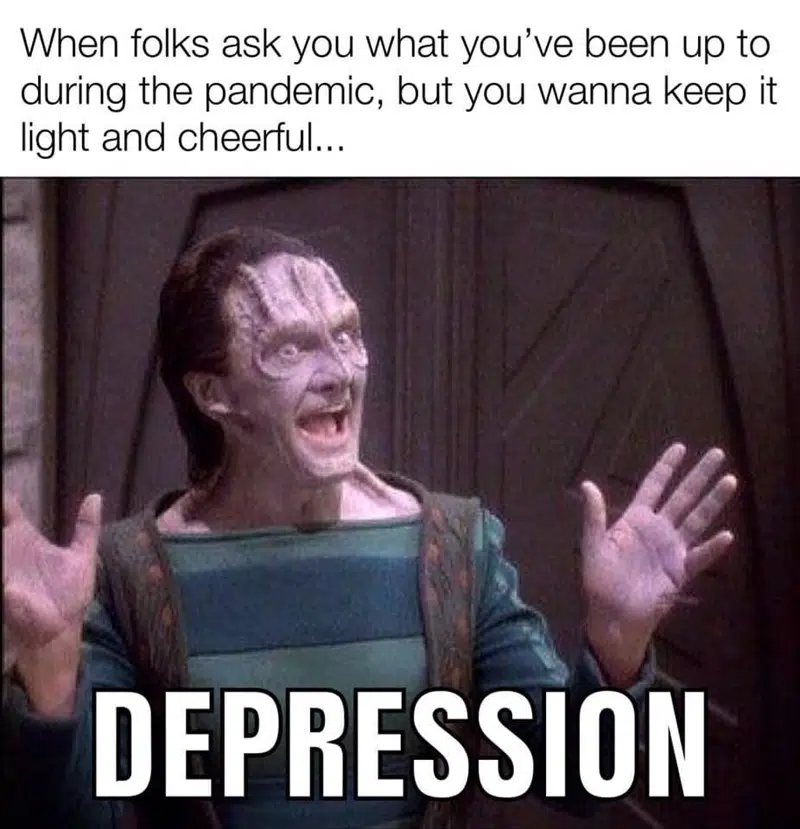 When folks ask you what you’ve been up to
during the pandemic, but you wanna keep it
light and cheerful...
DEPRESSION